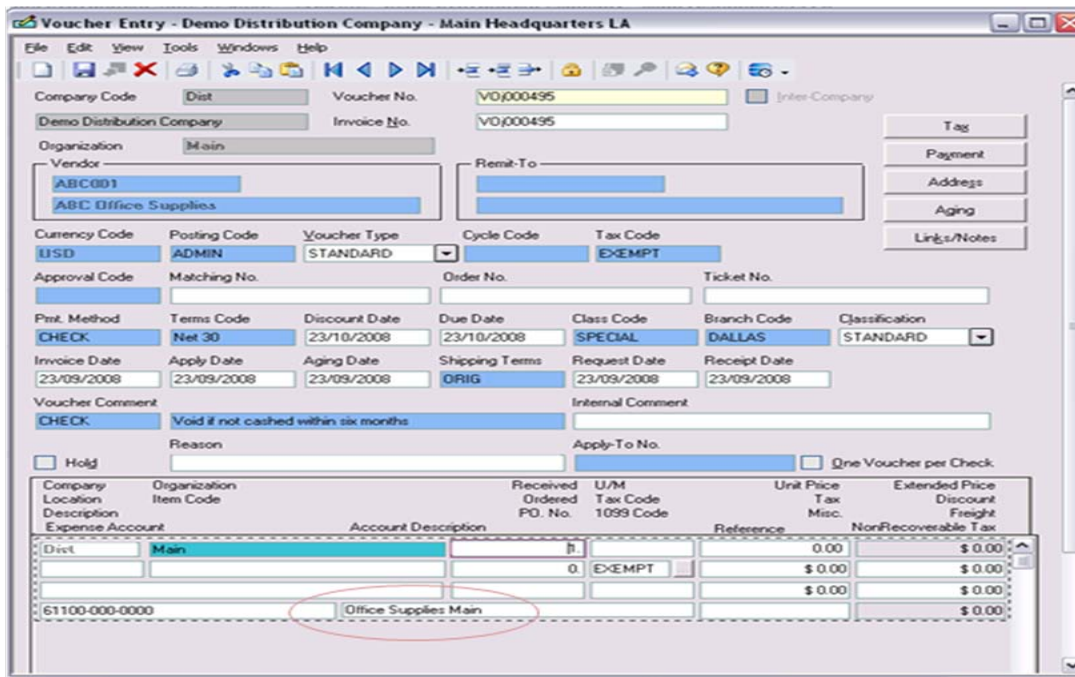 Voucher Entry - Demo Distribution Company - Main Headquarters LA
File Edit View Tools Windows Help
Company Code Dist Voucher No. VOj000495 Inter-Company
Demo Distribution Company Invoice No. VOj000495 Tax
Organization Main Payment
Vendor Remit-To
ABC001 Address
ABC Office Supplies Aging
Currency Code Posting Code Voucher Type Cycle Code Tax Code Links/Notes
USD ADMIN STANDARD EXEMPT
Approval Code Matching No. Order No. Ticket No.
Pmt. Method Terms Code Discount Date Due Date Class Code Branch Code Classification
CHECK Net 30 23/10/2008 23/10/2008 SPECIAL DALLAS STANDARD
Invoice Date Apply Date Aging Date Shipping Terms Request Date Receipt Date
23/09/2008 23/09/2008 23/09/2008 ORIG 23/09/2008 23/09/2008
Voucher Comment Internal Comment
CHECK Void if not cashed within six months
Reason Apply-To No.
Hold One Voucher per Check
Company Organization Received U/M Unit Price Extended Price
Location Item Code Ordered Tax Code Tax Discount
Description PO. No. 1099 Code Misc. Freight
Expense Account Account Description Reference NonRecoverable Tax
Dist Main 1. 0.00 $ 0.00
0. EXEMPT $ 0.00 $ 0.00
$ 0.00 $ 0.00
61100-000-0000 Office Supplies Main $ 0.00